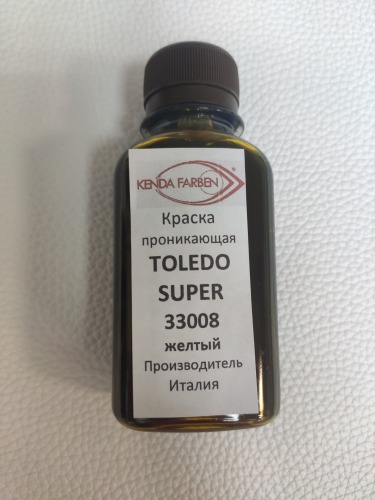 KENDA FARBEN
Краска
проникающая
TOLEDO
SUPER
33008
желтый
Производитель
Италия